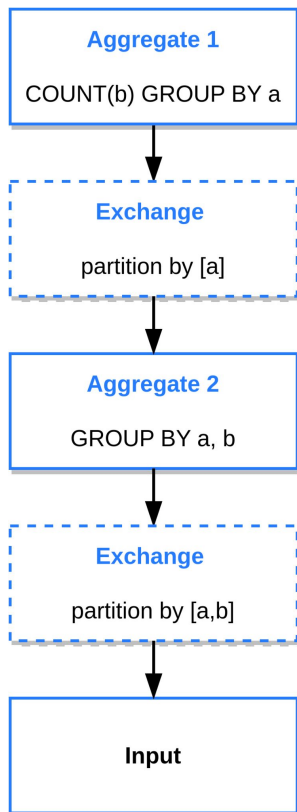 Aggregate 1
COUNT(b) GROUP BY a
Exchange
partition by [a]
Aggregate 2
GROUP BY a, b
Exchange
partition by [a,b]
Input